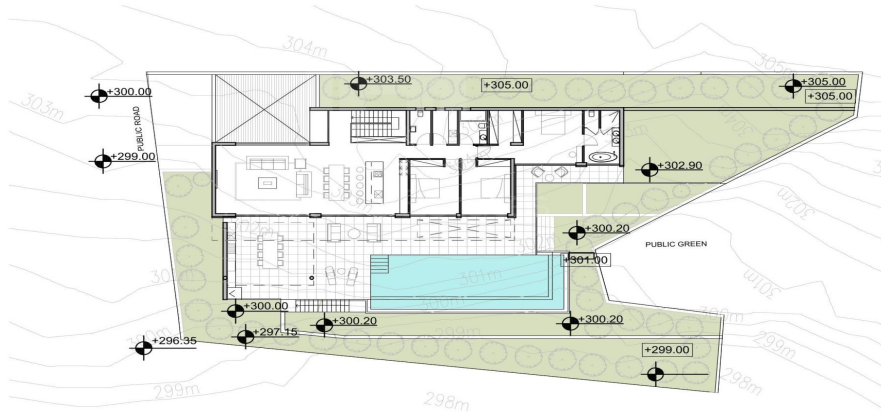 304m
305m
+303.50
+305.00
+305.00
+305.00
+300.00
303m
PUBLIC ROAD
+299.00
+302.90
302m
+300.20
PUBLIC GREEN
+301.00
301m
301m
+300.00
+300.20
+300.20
299m
+297.15
+296.35
+299.00
299m
298m
298m
299m